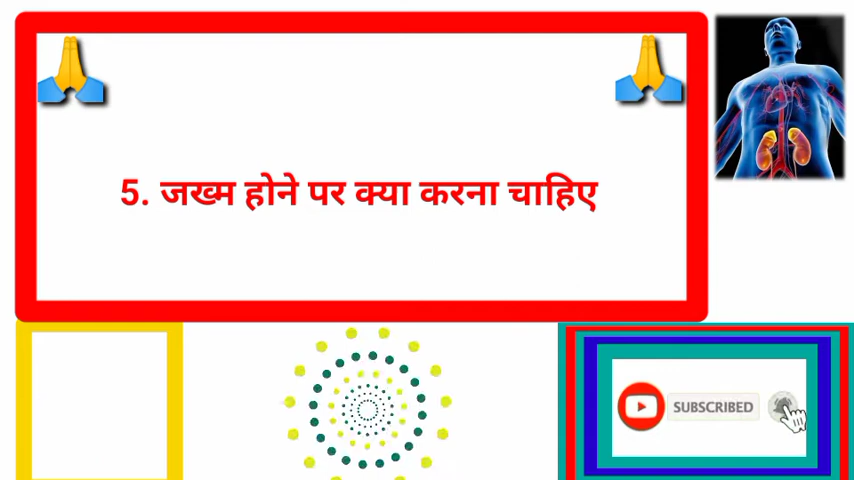 5. जख्म होने पर क्या करना चाहिए
SUBSCRIBED